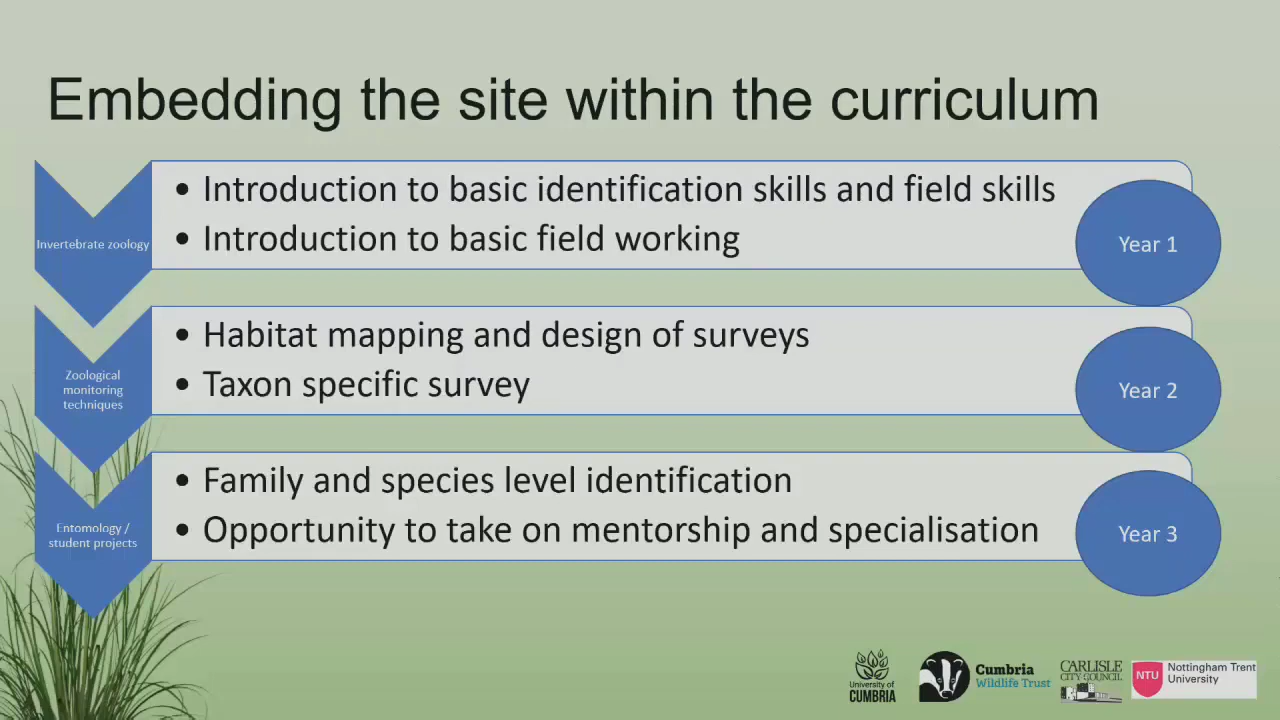 Embedding the site within the curriculum
Invertebrate zoology
• Introduction to basic identification skills and field skills
• Introduction to basic field working
Year 1
Zoological
monitoring
techniques
• Habitat mapping and design of surveys
• Taxon specific survey
Year 2
Entomology /
student projects
• Family and species level identification
• Opportunity to take on mentorship and specialisation
Year 3
University of
CUMBRIA
Cumbria
Wildlife Trust
CARLISLE
CITY COUNCIL
NTU
Nottingham Trent
University